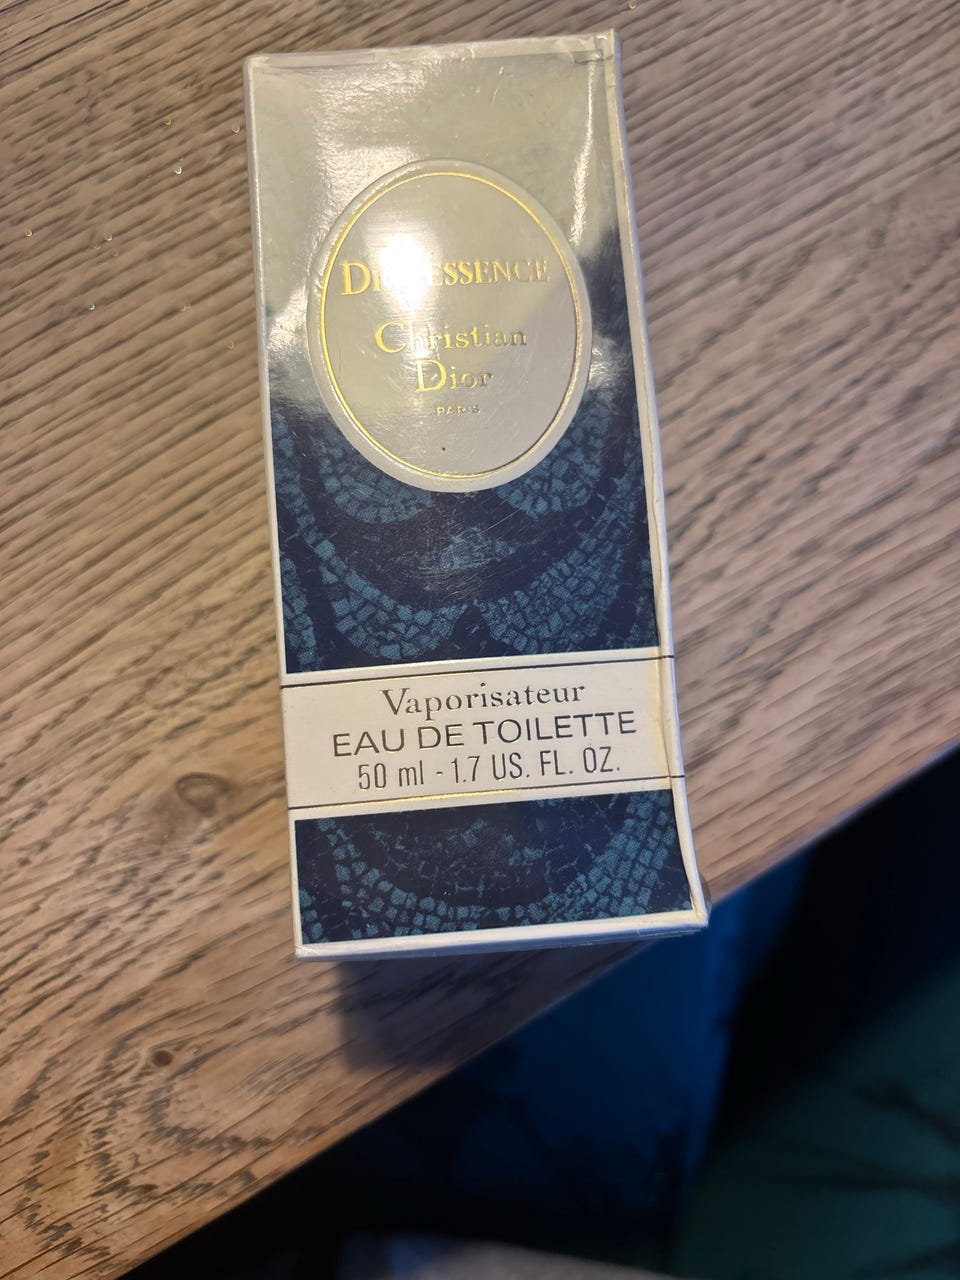 DIORESSENCE
Christian
Dior
PARIS
Vaporisateur
EAU DE TOILETTE
50 ml - 1.7 US. FL. OZ.